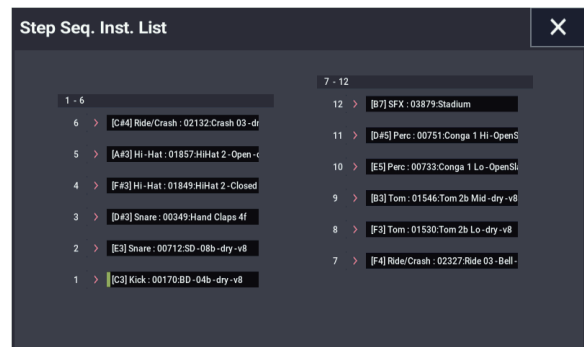 Step Seq. Inst. List
1 - 6
6 > [C#4] Ride/Crash : 02132:Crash 03-dr
5 > [A#3] Hi-Hat : 01857:HiHat 2-Open-
4 > [F#3] Hi-Hat : 01849:HiHat 2-Closed
3 > [D#3] Snare : 00349:Hand Claps 4f
2 > [E3] Snare : 00712:SD-08b-dry-v8
1 > [C3] Kick : 00170:BD-04b-dry-v8
7 - 12
12 > [B7] SFX : 03879:Stadium
11 > [D#5] Perc : 00751:Conga 1 Hi-OpenS
10 > [E5] Perc : 00733:Conga 1 Lo-OpenSl
9 > [B3] Tom : 01546:Tom 2b Mid-dry-v8
8 > [F3] Tom : 01530:Tom 2b Lo-dry-v8
7 > [F4] Ride/Crash : 02327:Ride 03-Bell-